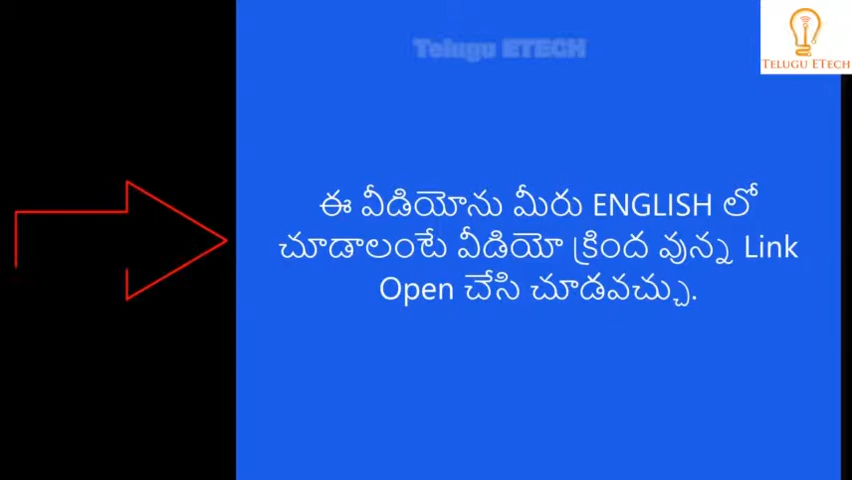 Telugu ETECH
TELUGU ETECH
ఈ వీడియోను మీరు ENGLISH లో
చూడాలంటే వీడియో క్రింద వున్న Link
Open చేసి చూడవచ్చు.